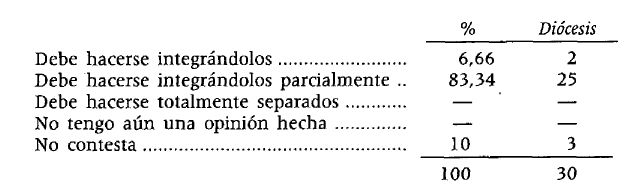 % Diócesis
Debe hacerse integrándolos ........................ 6,66 2
Debe hacerse integrándolos parcialmente .. 83,34 25
Debe hacerse totalmente separados ............ — —
No tengo aún una opinión hecha .............. — —
No contesta ................................................. 10 3
100 30